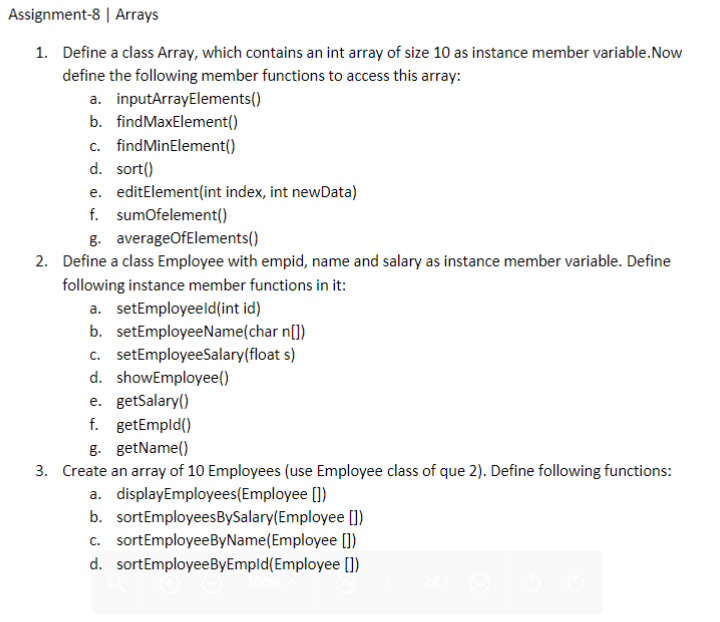 Assignment-8 | Arrays
1. Define a class Array, which contains an int array of size 10 as instance member variable.Now
define the following member functions to access this array:
a. inputArrayElements()
b. findMaxElement()
c. findMinElement()
d. sort()
e. editElement(int index, int newData)
f. sumOfelement()
g. averageOfElements()
2. Define a class Employee with empid, name and salary as instance member variable. Define
following instance member functions in it:
a. setEmployeeId(int id)
b. setEmployeeName(char n[])
c. setEmployeeSalary(float s)
d. showEmployee()
e. getSalary()
f. getEmpId()
g. getName()
3. Create an array of 10 Employees (use Employee class of que 2). Define following functions:
a. displayEmployees(Employee [])
b. sortEmployeesBySalary(Employee [])
c. sortEmployeeByName(Employee [])
d. sortEmployeeByEmpId(Employee [])